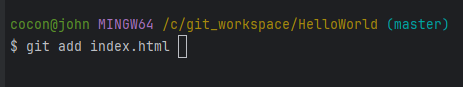 cocon@john MINGW64 /c/git_workspace/HelloWorld (master)
$ git add index.html